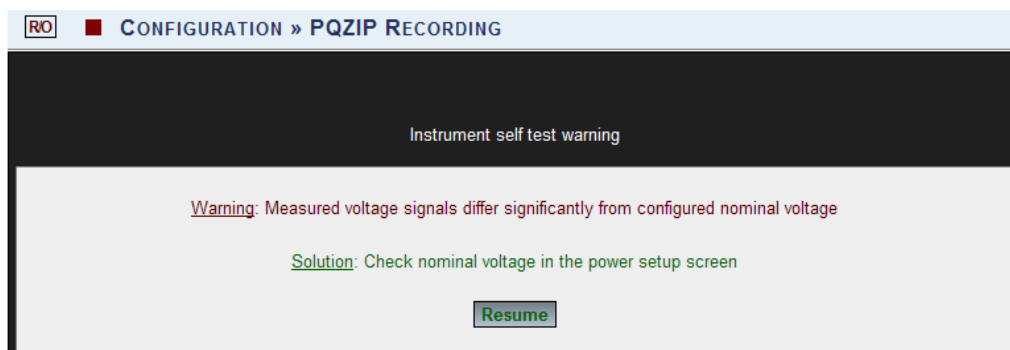 R/O CONFIGURATION » PQZIP RECORDING
Instrument self test warning
Warning: Measured voltage signals differ significantly from configured nominal voltage
Solution: Check nominal voltage in the power setup screen
Resume